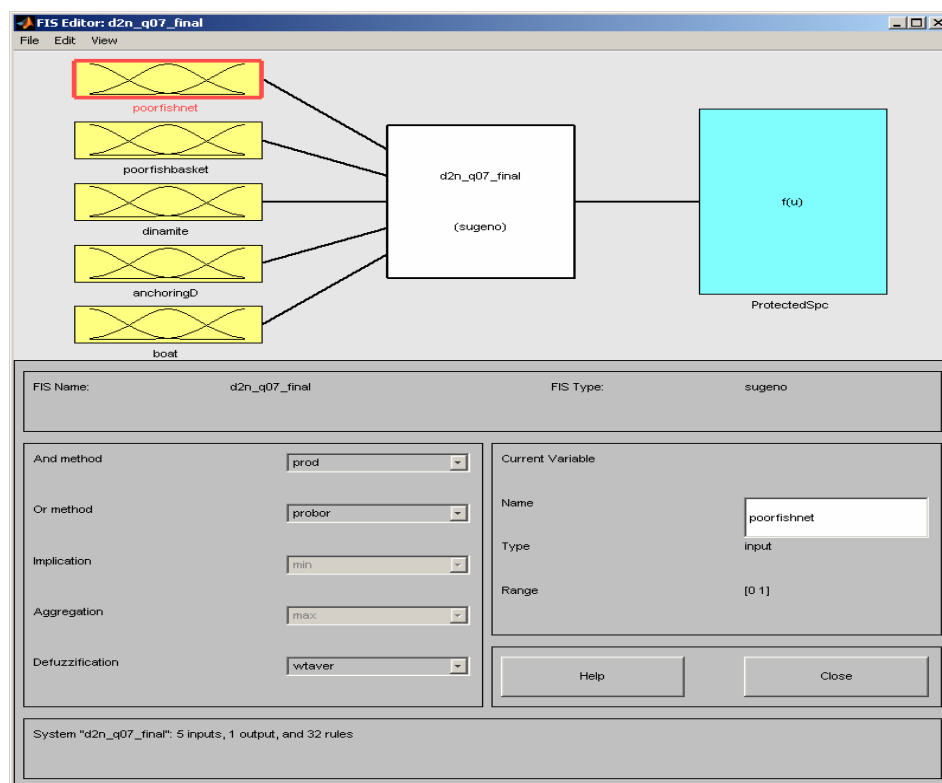 FIS Editor: d2n_q07_final
File Edit View
poorfishnet
poorfishbasket
dinamite
anchoringD
boat
d2n_q07_final
(sugeno)
f(u)
ProtectedSpc
FIS Name: d2n_q07_final FIS Type: sugeno
And method prod
Or method probor
Implication min
Aggregation max
Defuzzification wtaver
Current Variable
Name poorfishnet
Type input
Range [0 1]
Help Close
System "d2n_q07_final": 5 inputs, 1 output, and 32 rules